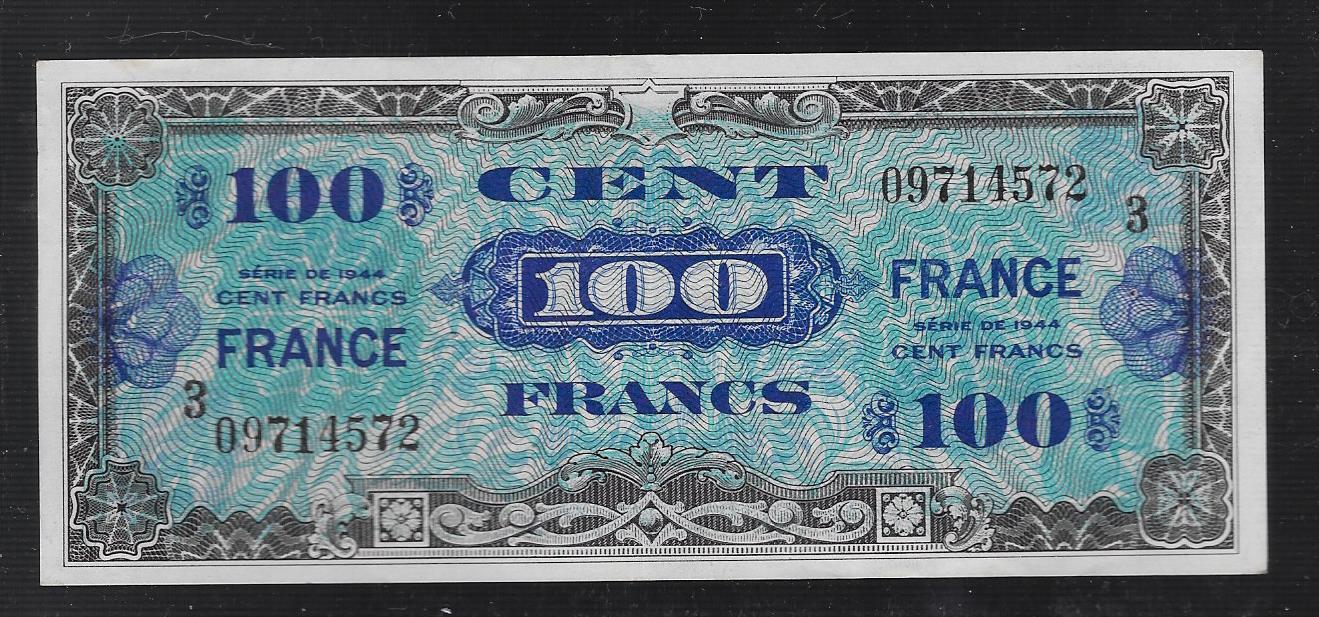 100
CENT
09714572
3
SÉRIE DE 1944
CENT FRANCS
FRANCE
100
FRANCE
SÉRIE DE 1944
CENT FRANCS
3
09714572
FRANCS
100